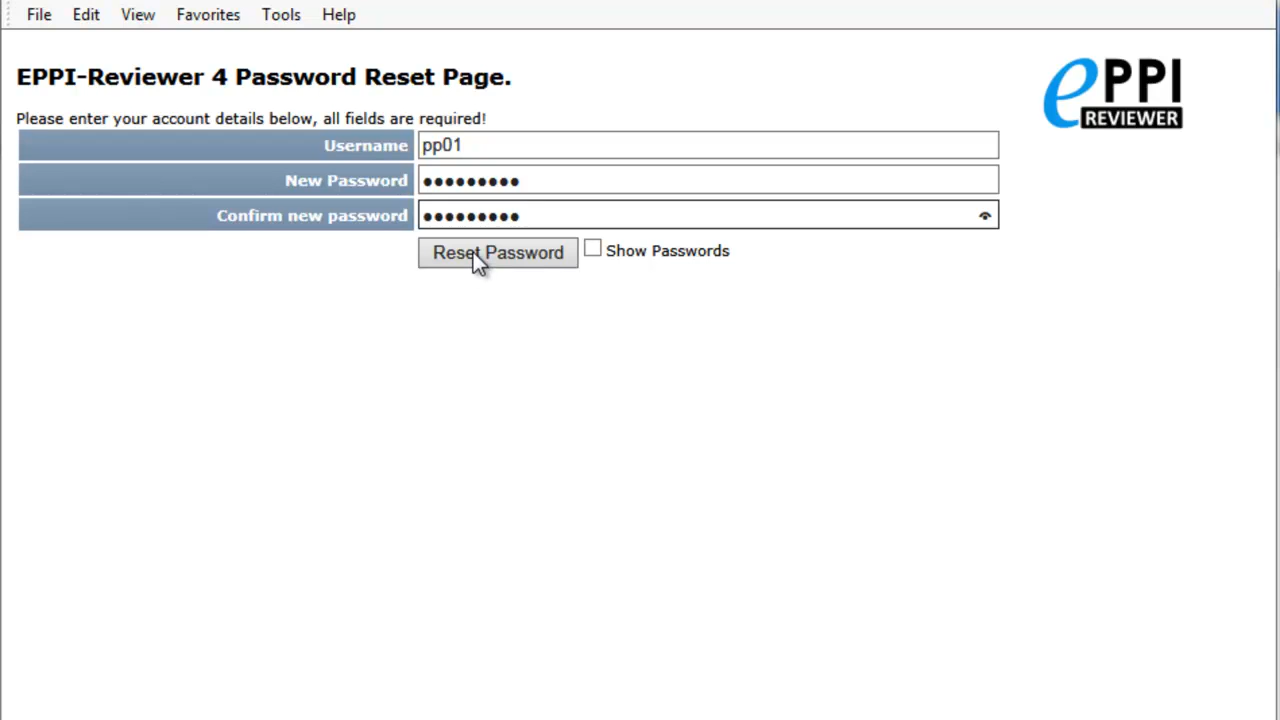 File Edit View Favorites Tools Help
EPPI-Reviewer 4 Password Reset Page.
ePPI
REVIEWER
Please enter your account details below, all fields are required!
Username pp01
New Password •••••••••
Confirm new password •••••••••
Reset Password Show Passwords